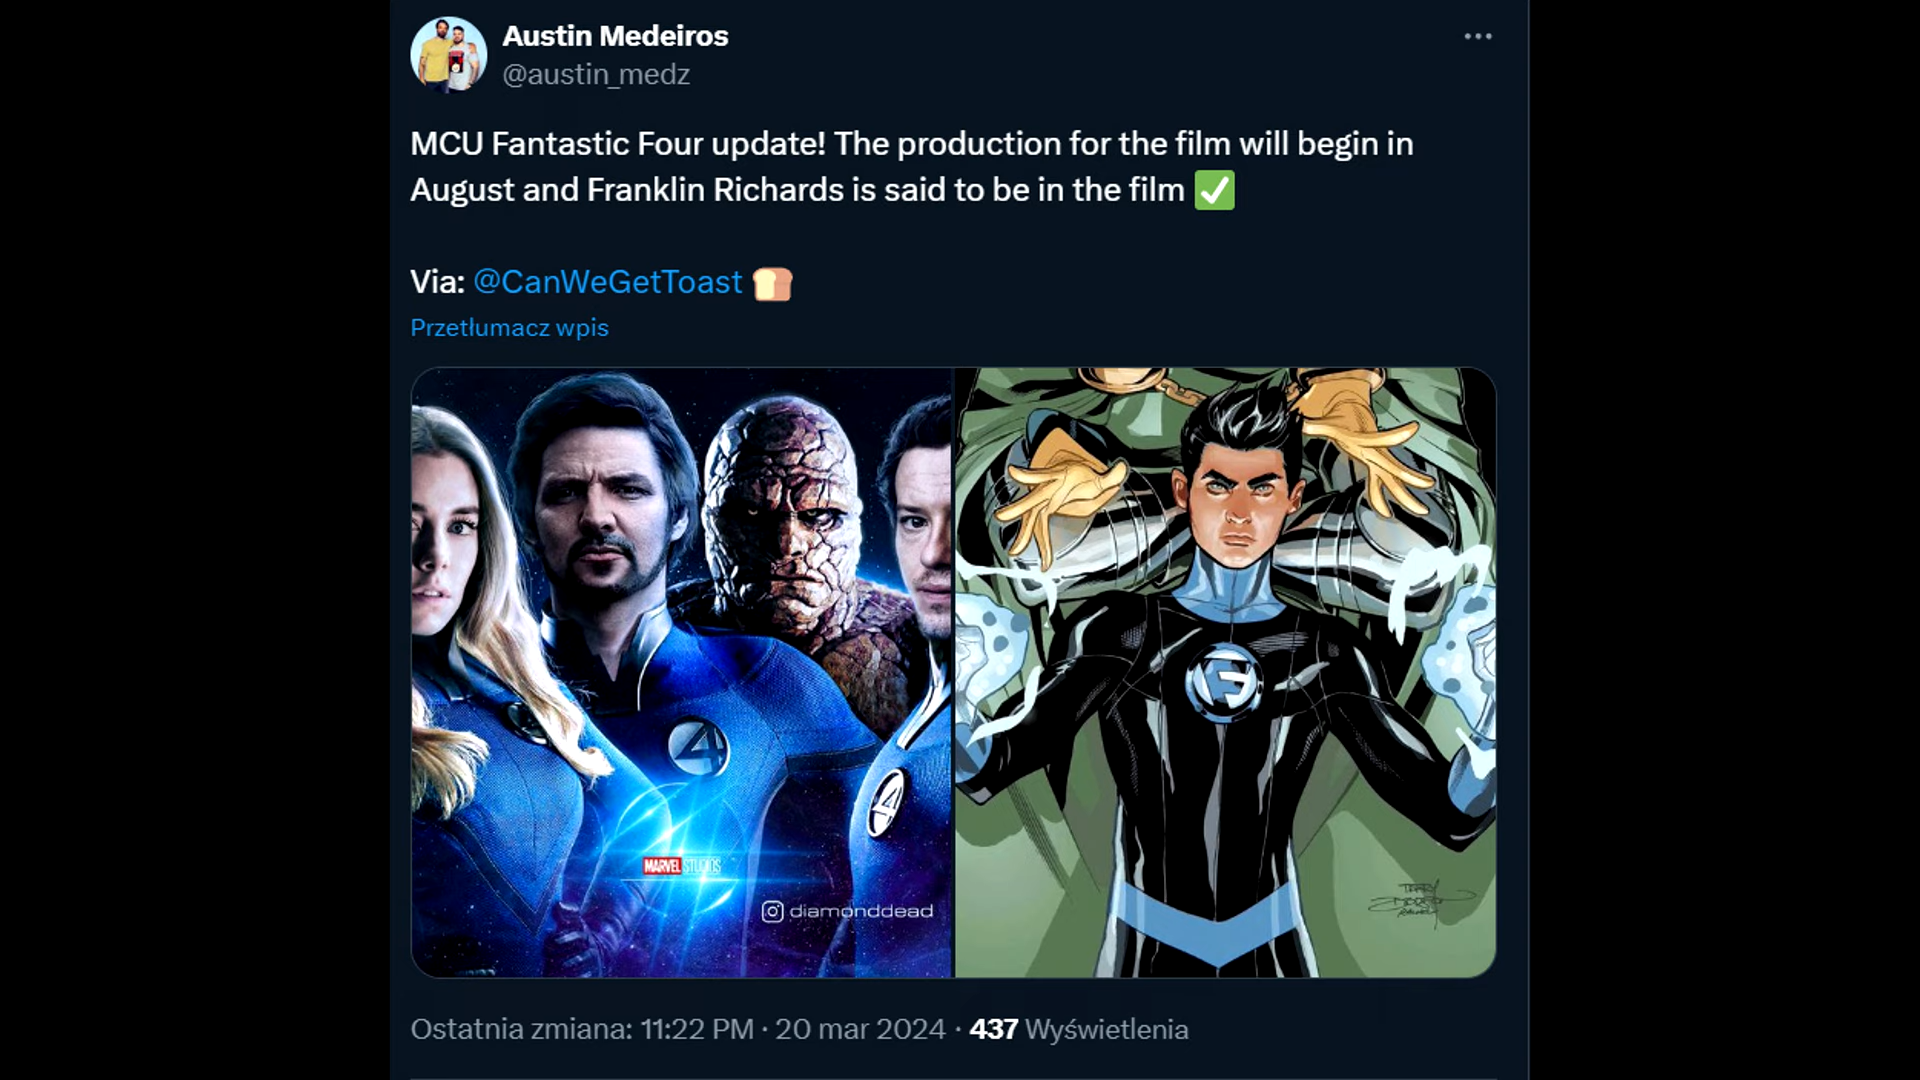 Austin Medeiros
@austin_medz
MCU Fantastic Four update! The production for the film will begin in
August and Franklin Richards is said to be in the film ✅
Via: @CanWeGetToast 🍞
Przetłumacz wpis
4
4
F
MARVEL STUDIOS
diamonddead
Ostatnia zmiana: 11:22 PM · 20 mar 2024 · 437 Wyświetlenia